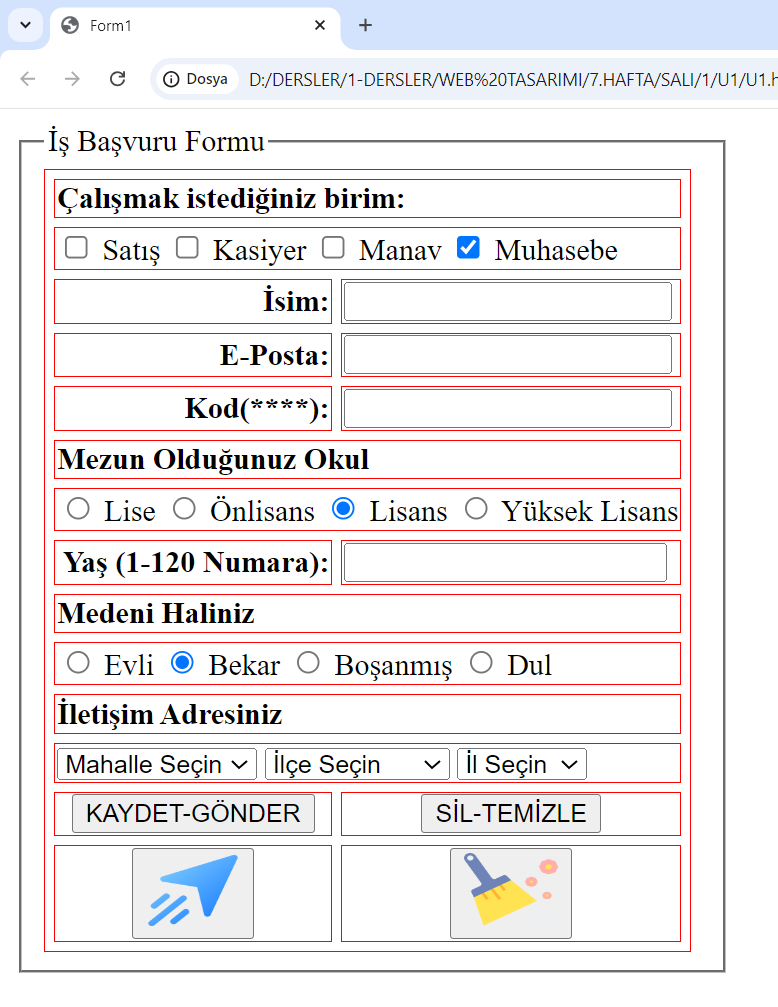 Form1
Dosya D:/DERSLER/1-DERSLER/WEB%20TASARIMI/7.HAFTA/SALI/1/U1/U1.h
İş Başvuru Formu
Çalışmak istediğiniz birim:
Satış Kasiyer Manav Muhasebe
İsim:
E-Posta:
Kod(****):
Mezun Olduğunuz Okul
Lise Önlisans Lisans Yüksek Lisans
Yaş (1-120 Numara):
Medeni Haliniz
Evli Bekar Boşanmış Dul
İletişim Adresiniz
Mahalle Seçin İlçe Seçin İl Seçin
KAYDET-GÖNDER SİL-TEMİZLE